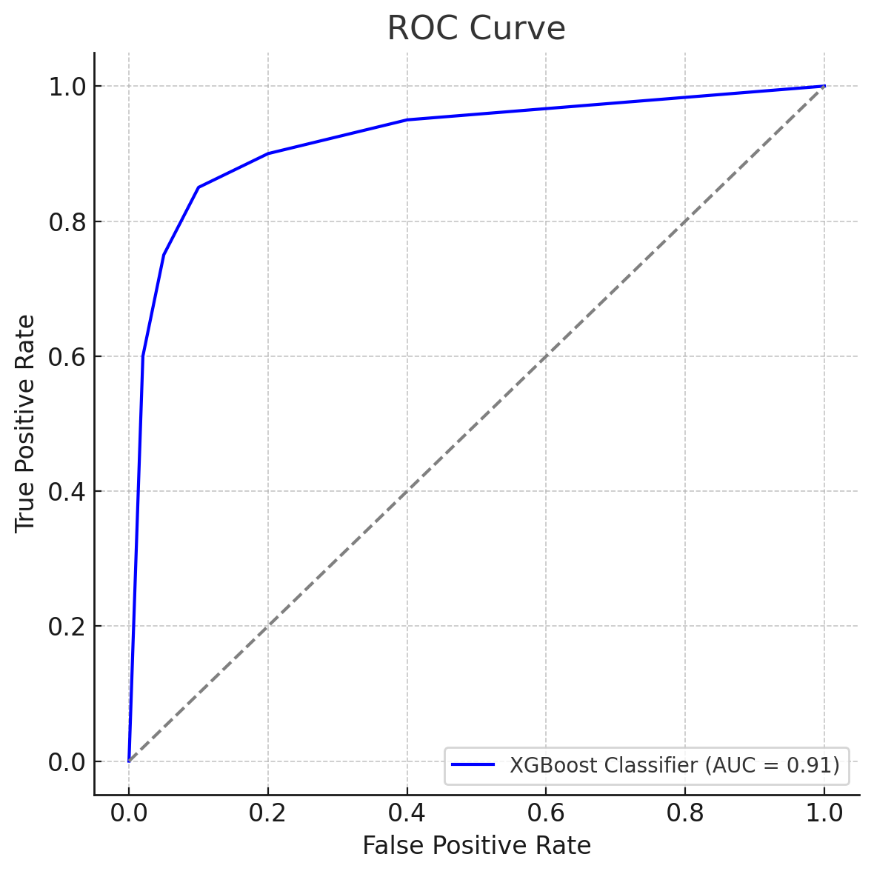 ROC Curve
1.0
0.8
0.6
0.4
0.2
0.0
True Positive Rate
XGBoost Classifier (AUC = 0.91)
0.0 0.2 0.4 0.6 0.8 1.0
False Positive Rate